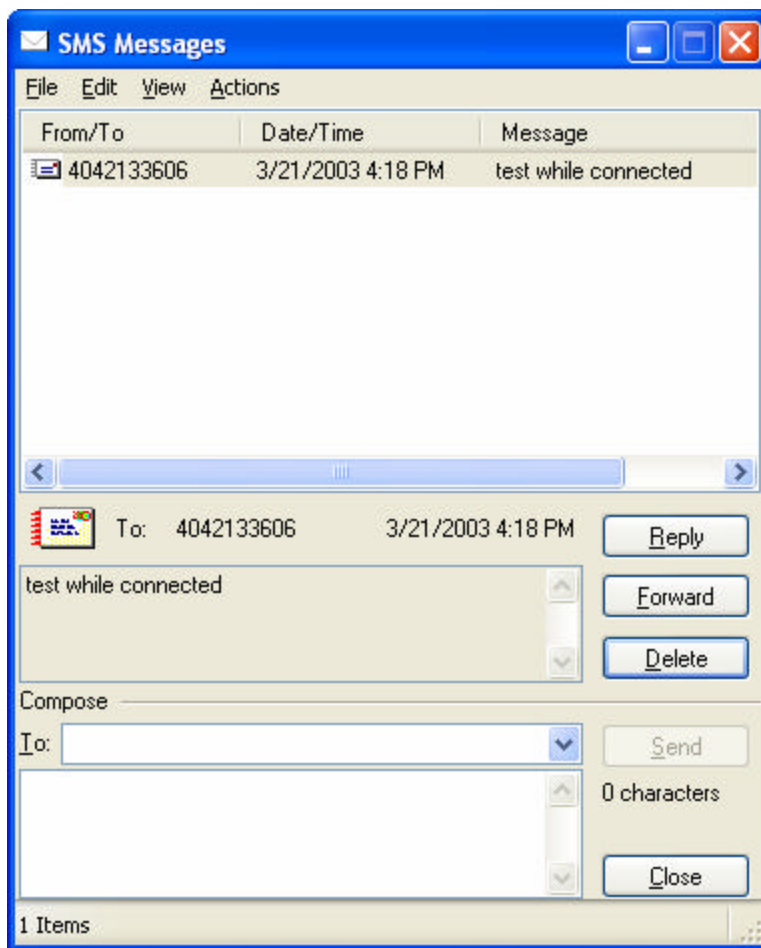 SMS Messages
File Edit View Actions
From/To Date/Time Message
4042133606 3/21/2003 4:18 PM test while connected
To: 4042133606 3/21/2003 4:18 PM
Reply
test while connected
Forward
Delete
Compose
To:
Send
0 characters
Close
1 Items